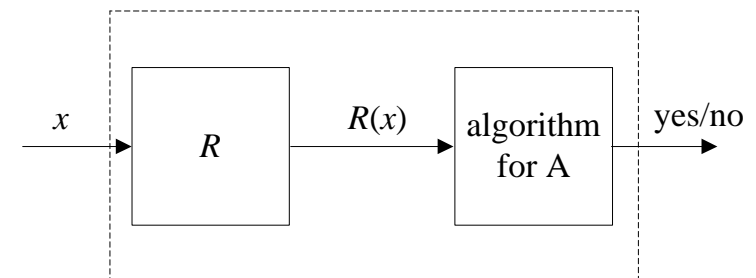 x
R
R(x)
algorithm
for A
yes/no